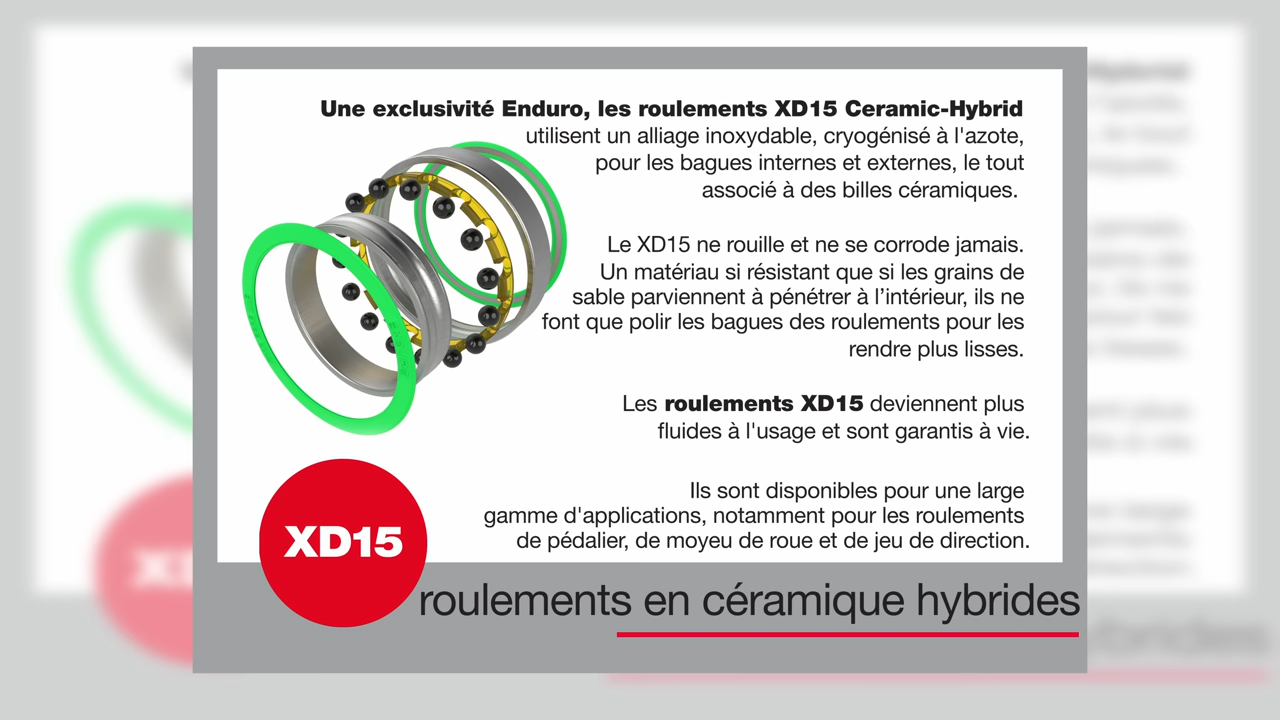 Une exclusivité Enduro, les roulements XD15 Ceramic-Hybrid
utilisent un alliage inoxydable, cryogénisé à l'azote,
pour les bagues internes et externes, le tout
associé à des billes céramiques.
Le XD15 ne rouille et ne se corrode jamais.
Un matériau si résistant que si les grains de
sable parviennent à pénétrer à l’intérieur, ils ne
font que polir les bagues des roulements pour les
rendre plus lisses.
Les roulements XD15 deviennent plus
fluides à l'usage et sont garantis à vie.
Ils sont disponibles pour une large
gamme d'applications, notamment pour les roulements
de pédalier, de moyeu de roue et de jeu de direction.
XD15
roulements en céramique hybrides